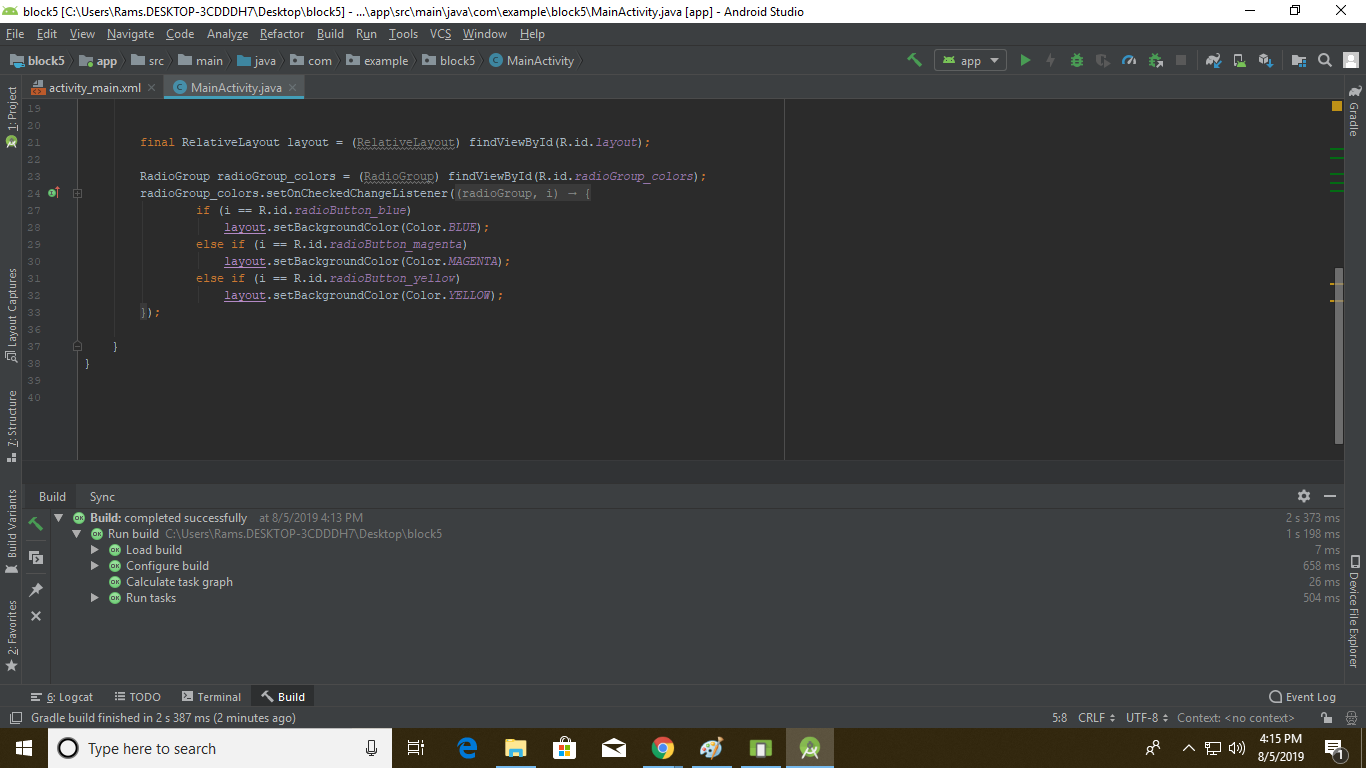 block5 [C:\Users\Rams.DESKTOP-3CDDDH7\Desktop\block5] - ...\app\src\main\java\com\example\block5\MainActivity.java [app] - Android Studio
File Edit View Navigate Code Analyze Refactor Build Run Tools VCS Window Help
block5 app src main java com example block5 MainActivity
app
activity_main.xml MainActivity.java
1: Project
Layout Captures
7: Structure
Build Variants
2: Favorites
Gradle
Device File Explorer
19
20
21 final RelativeLayout layout = (RelativeLayout) findViewById(R.id.layout);
22
23 RadioGroup radioGroup_colors = (RadioGroup) findViewById(R.id.radioGroup_colors);
24 radioGroup_colors.setOnCheckedChangeListener((radioGroup, i) → {
27 if (i == R.id.radioButton_blue)
28 layout.setBackgroundColor(Color.BLUE);
29 else if (i == R.id.radioButton_magenta)
30 layout.setBackgroundColor(Color.MAGENTA);
31 else if (i == R.id.radioButton_yellow)
32 layout.setBackgroundColor(Color.YELLOW);
33 });
36
37 }
38 }
39
40
Build Sync
Build: completed successfully at 8/5/2019 4:13 PM 2 s 373 ms
Run build C:\Users\Rams.DESKTOP-3CDDDH7\Desktop\block5 1 s 198 ms
Load build 7 ms
Configure build 658 ms
Calculate task graph 26 ms
Run tasks 504 ms
6: Logcat TODO Terminal Build Event Log
Gradle build finished in 2 s 387 ms (2 minutes ago) 5:8 CRLF UTF-8 Context: <no context>
Type here to search
4:15 PM
8/5/2019
1